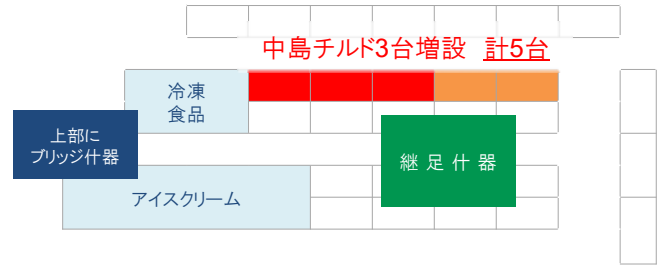 中島チルド3台増設 計5台
冷凍
食品
上部に
ブリッジ什器
継足什器
アイスクリーム